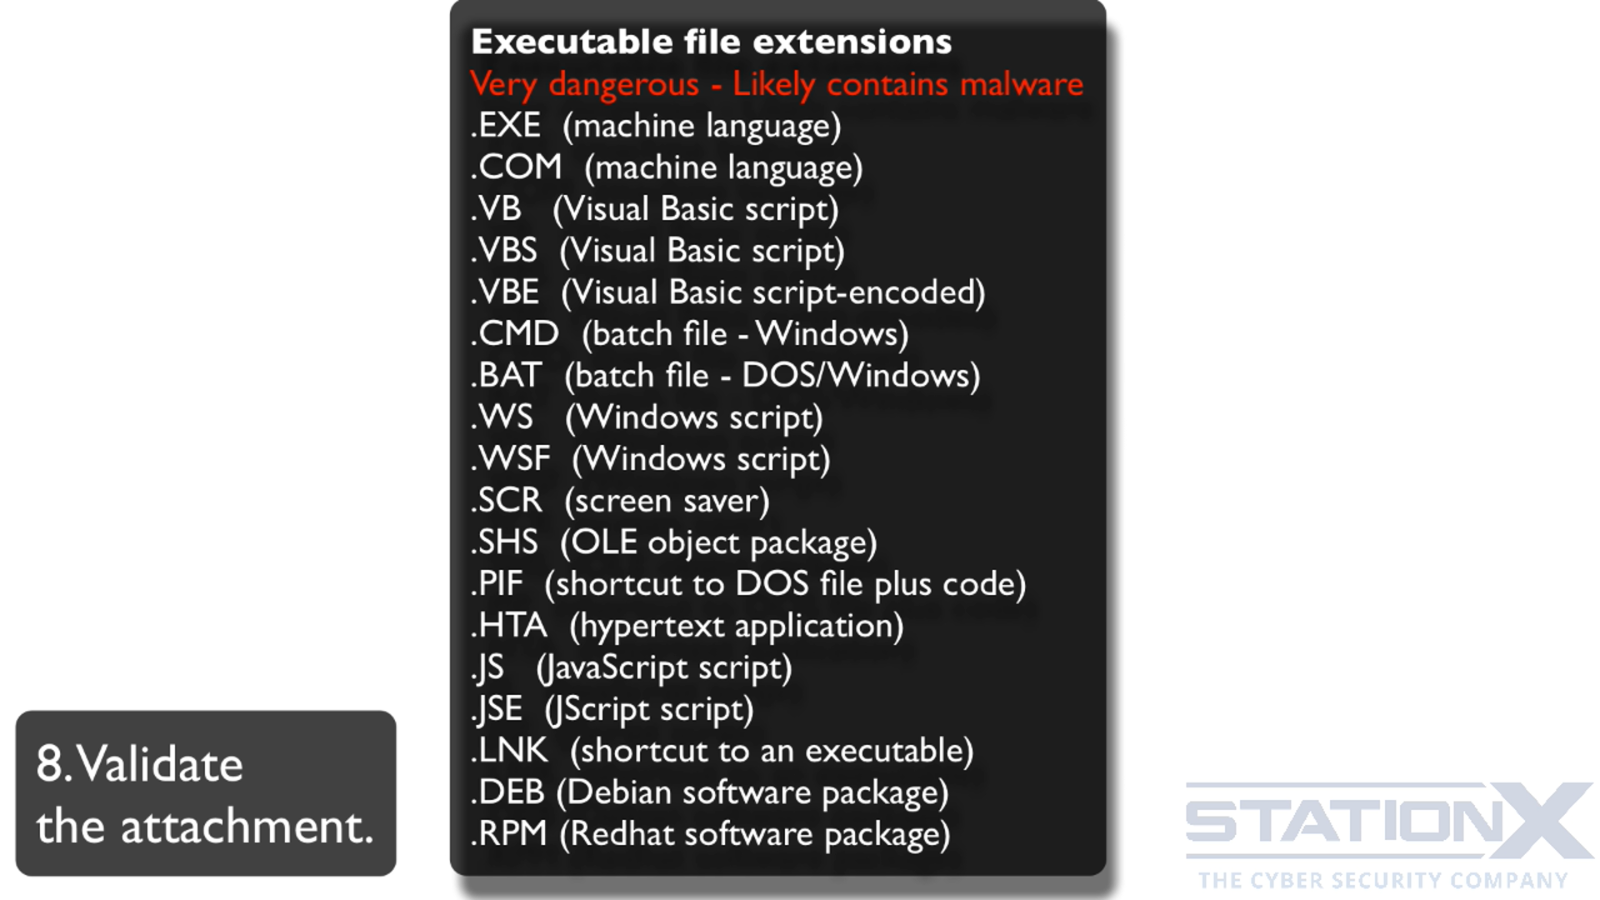 Executable file extensions
Very dangerous - Likely contains malware
.EXE (machine language)
.COM (machine language)
.VB (Visual Basic script)
.VBS (Visual Basic script)
.VBE (Visual Basic script-encoded)
.CMD (batch file - Windows)
.BAT (batch file - DOS/Windows)
.WS (Windows script)
.WSF (Windows script)
.SCR (screen saver)
.SHS (OLE object package)
.PIF (shortcut to DOS file plus code)
.HTA (hypertext application)
.JS (JavaScript script)
.JSE (JScript script)
.LNK (shortcut to an executable)
.DEB (Debian software package)
.RPM (Redhat software package)
8. Validate
the attachment.
STATIONX
THE CYBER SECURITY COMPANY